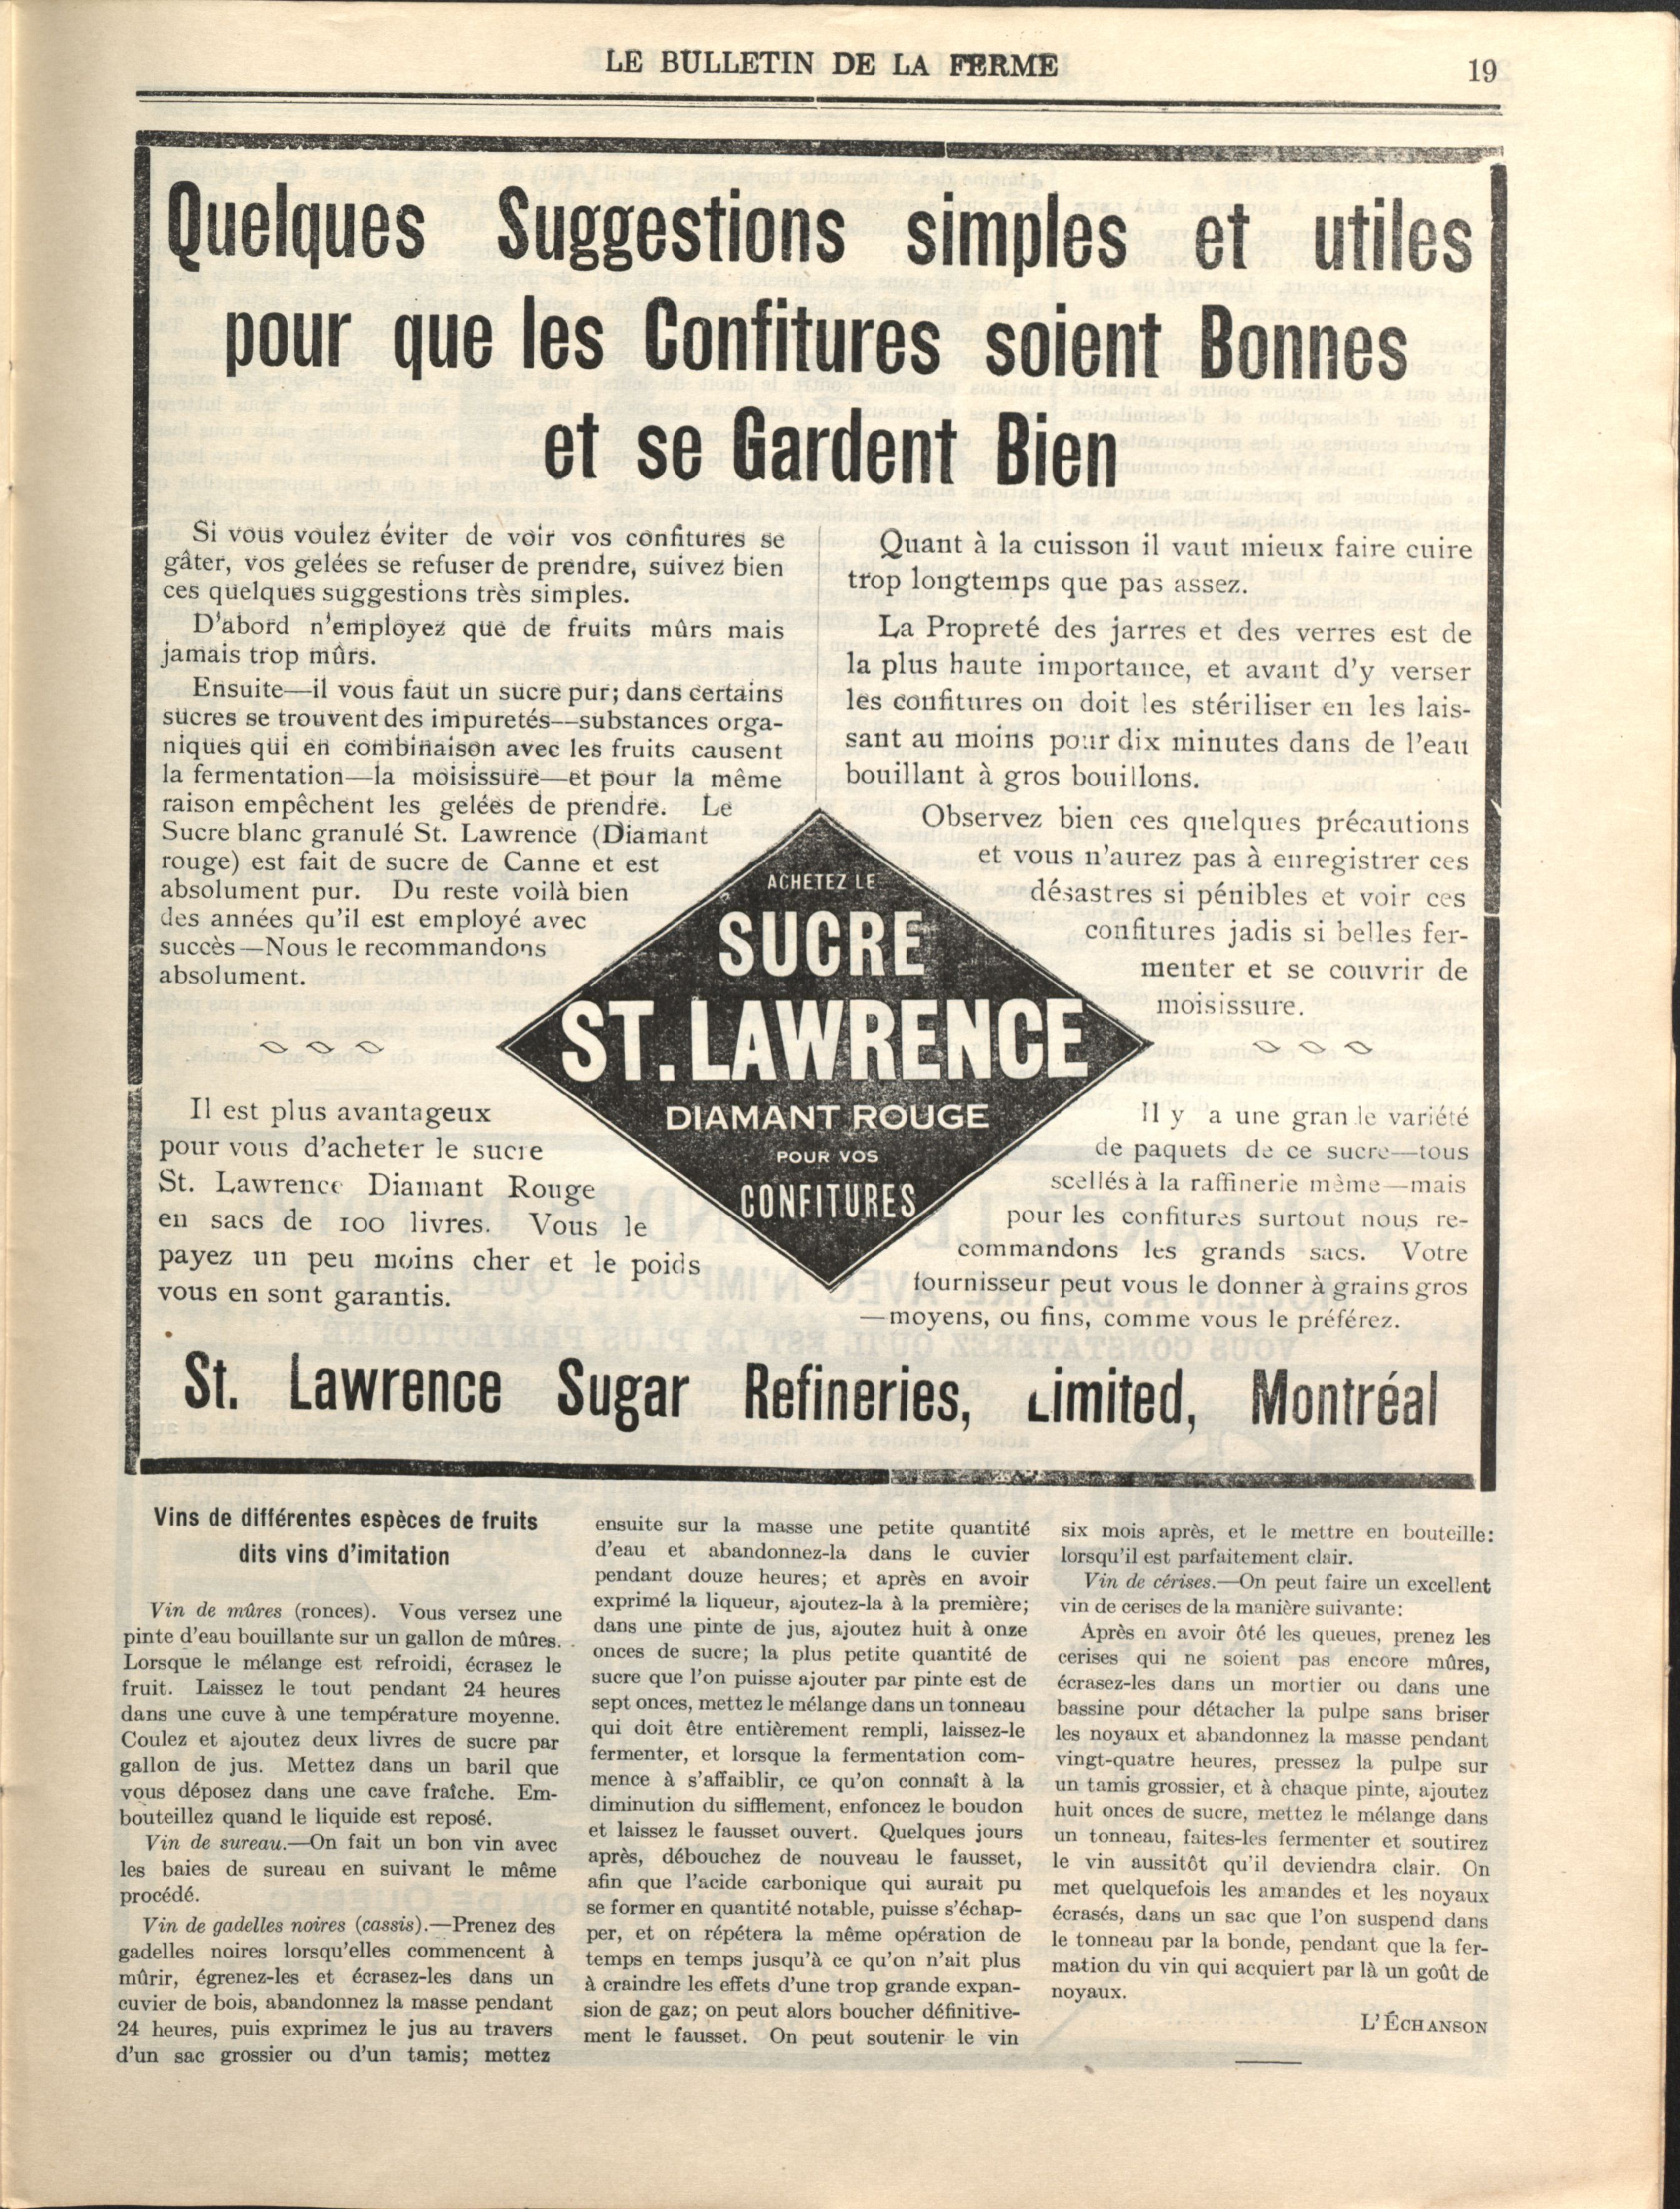 LE BULLETIN DE LA FERME
19
Quelques Suggestions simples et utiles
pour que les Confitures soient Bonnes
et se Gardent Bien
Si vous voulez éviter de voir vos confitures se
gâter, vos gelées se refuser de prendre, suivez bien
ces quelques suggestions très simples.
D'abord n'employez que de fruits mûrs mais
jamais trop mûrs.
Ensuite—il vous faut un sucre pur; dans certains
sucres se trouvent des impuretés—substances orga-
niques qui en combinaison avec les fruits causent
la fermentation—la moisissure—et pour la même
raison empêchent les gelées de prendre. Le
Sucre blanc granulé St. Lawrence (Diamant
rouge) est fait de sucre de Canne et est
absolument pur. Du reste voilà bien
des années qu'il est employé avec
succès—Nous le recommandons
absolument.
Il est plus avantageux
pour vous d'acheter le sucre
St. Lawrence Diamant Rouge
en sacs de 100 livres. Vous le
payez un peu moins cher et le poids
vous en sont garantis.
ACHETEZ LE
SUCRE
ST. LAWRENCE
DIAMANT ROUGE
POUR VOS
CONFITURES
Quant à la cuisson il vaut mieux faire cuire
trop longtemps que pas assez.
La Propreté des jarres et des verres est de
la plus haute importance, et avant d'y verser
les confitures on doit les stériliser en les lais-
sant au moins pour dix minutes dans de l'eau
bouillant à gros bouillons.
Observez bien ces quelques précautions
et vous n'aurez pas à enregistrer ces
désastres si pénibles et voir ces
confitures jadis si belles fer-
menter et se couvrir de
moisissure.
Il y a une gran le variété
de paquets de ce sucre—tous
scellés à la raffinerie même—mais
pour les confitures surtout nous re-
commandons les grands sacs. Votre
fournisseur peut vous le donner à grains gros
—moyens, ou fins, comme vous le préférez.
St. Lawrence Sugar Refineries, Limited, Montréal
Vins de différentes espèces de fruits
dits vins d'imitation
Vin de mûres (ronces). Vous versez une
pinte d'eau bouillante sur un gallon de mûres.
Lorsque le mélange est refroidi, écrasez le
fruit. Laissez le tout pendant 24 heures
dans une cuve à une température moyenne.
Coulez et ajoutez deux livres de sucre par
gallon de jus. Mettez dans un baril que
vous déposez dans une cave fraîche. Em-
bouteillez quand le liquide est reposé.
Vin de sureau.—On fait un bon vin avec
les baies de sureau en suivant le même
procédé.
Vin de gadelles noires (cassis).—Prenez des
gadelles noires lorsqu'elles commencent à
mûrir, égrenez-les et écrasez-les dans un
cuvier de bois, abandonnez la masse pendant
24 heures, puis exprimez le jus au travers
d'un sac grossier ou d'un tamis; mettez
ensuite sur la masse une petite quantité
d'eau et abandonnez-la dans le cuvier
pendant douze heures; et après en avoir
exprimé la liqueur, ajoutez-la à la première;
dans une pinte de jus, ajoutez huit à onze
onces de sucre; la plus petite quantité de
sucre que l'on puisse ajouter par pinte est de
sept onces, mettez le mélange dans un tonneau
qui doit être entièrement rempli, laissez-le
fermenter, et lorsque la fermentation com-
mence à s'affaiblir, ce qu'on connaît à la
diminution du sifflement, enfoncez le boudon
et laissez le fausset ouvert. Quelques jours
après, débouchez de nouveau le fausset,
afin que l'acide carbonique qui aurait pu
se former en quantité notable, puisse s'échap-
per, et on répétera la même opération de
temps en temps jusqu'à ce qu'on n'ait plus
à craindre les effets d'une trop grande expan-
sion de gaz; on peut alors boucher définitive-
ment le fausset. On peut soutenir le vin
six mois après, et le mettre en bouteille:
lorsqu'il est parfaitement clair.
Vin de cérises.—On peut faire un excellent
vin de cerises de la manière suivante:
Après en avoir ôté les queues, prenez les
cerises qui ne soient pas encore mûres,
écrasez-les dans un mortier ou dans une
bassine pour détacher la pulpe sans briser
les noyaux et abandonnez la masse pendant
vingt-quatre heures, pressez la pulpe sur
un tamis grossier, et à chaque pinte, ajoutez
huit onces de sucre, mettez le mélange dans
un tonneau, faites-les fermenter et soutirez
le vin aussitôt qu'il deviendra clair. On
met quelquefois les amandes et les noyaux
écrasés, dans un sac que l'on suspend dans
le tonneau par la bonde, pendant que la fer-
mation du vin qui acquiert par là un goût de
noyaux.
L'ÉCHANSON